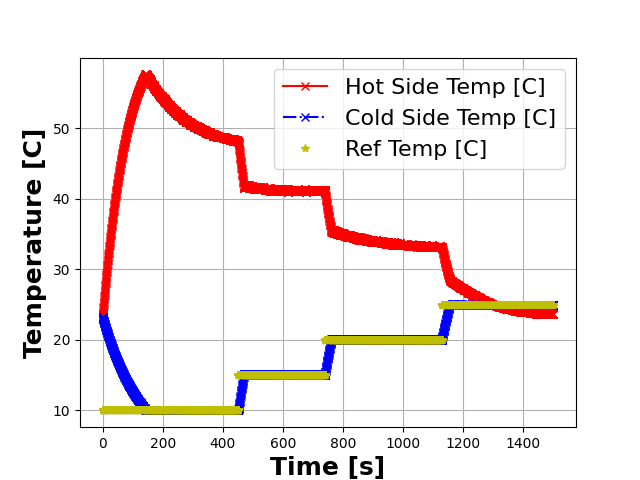 Hot Side Temp [C]
Cold Side Temp [C]
Ref Temp [C]
Temperature [C]
50
40
30
20
10
0
200
400
600
800
1000
1200
1400
Time [s]